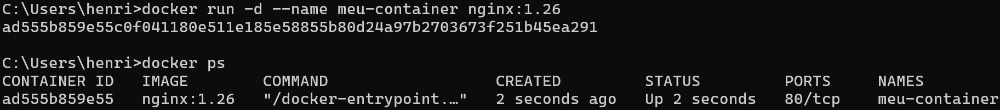 C:\Users\henri>docker run -d --name meu-container nginx:1.26
ad555b859e55c0f041180e511e185e58855b80d24a97b2703673f251b45ea291
C:\Users\henri>docker ps
CONTAINER ID   IMAGE        COMMAND                  CREATED         STATUS         PORTS     NAMES
ad555b859e55   nginx:1.26   "/docker-entrypoint.…"   2 seconds ago   Up 2 seconds   80/tcp    meu-container